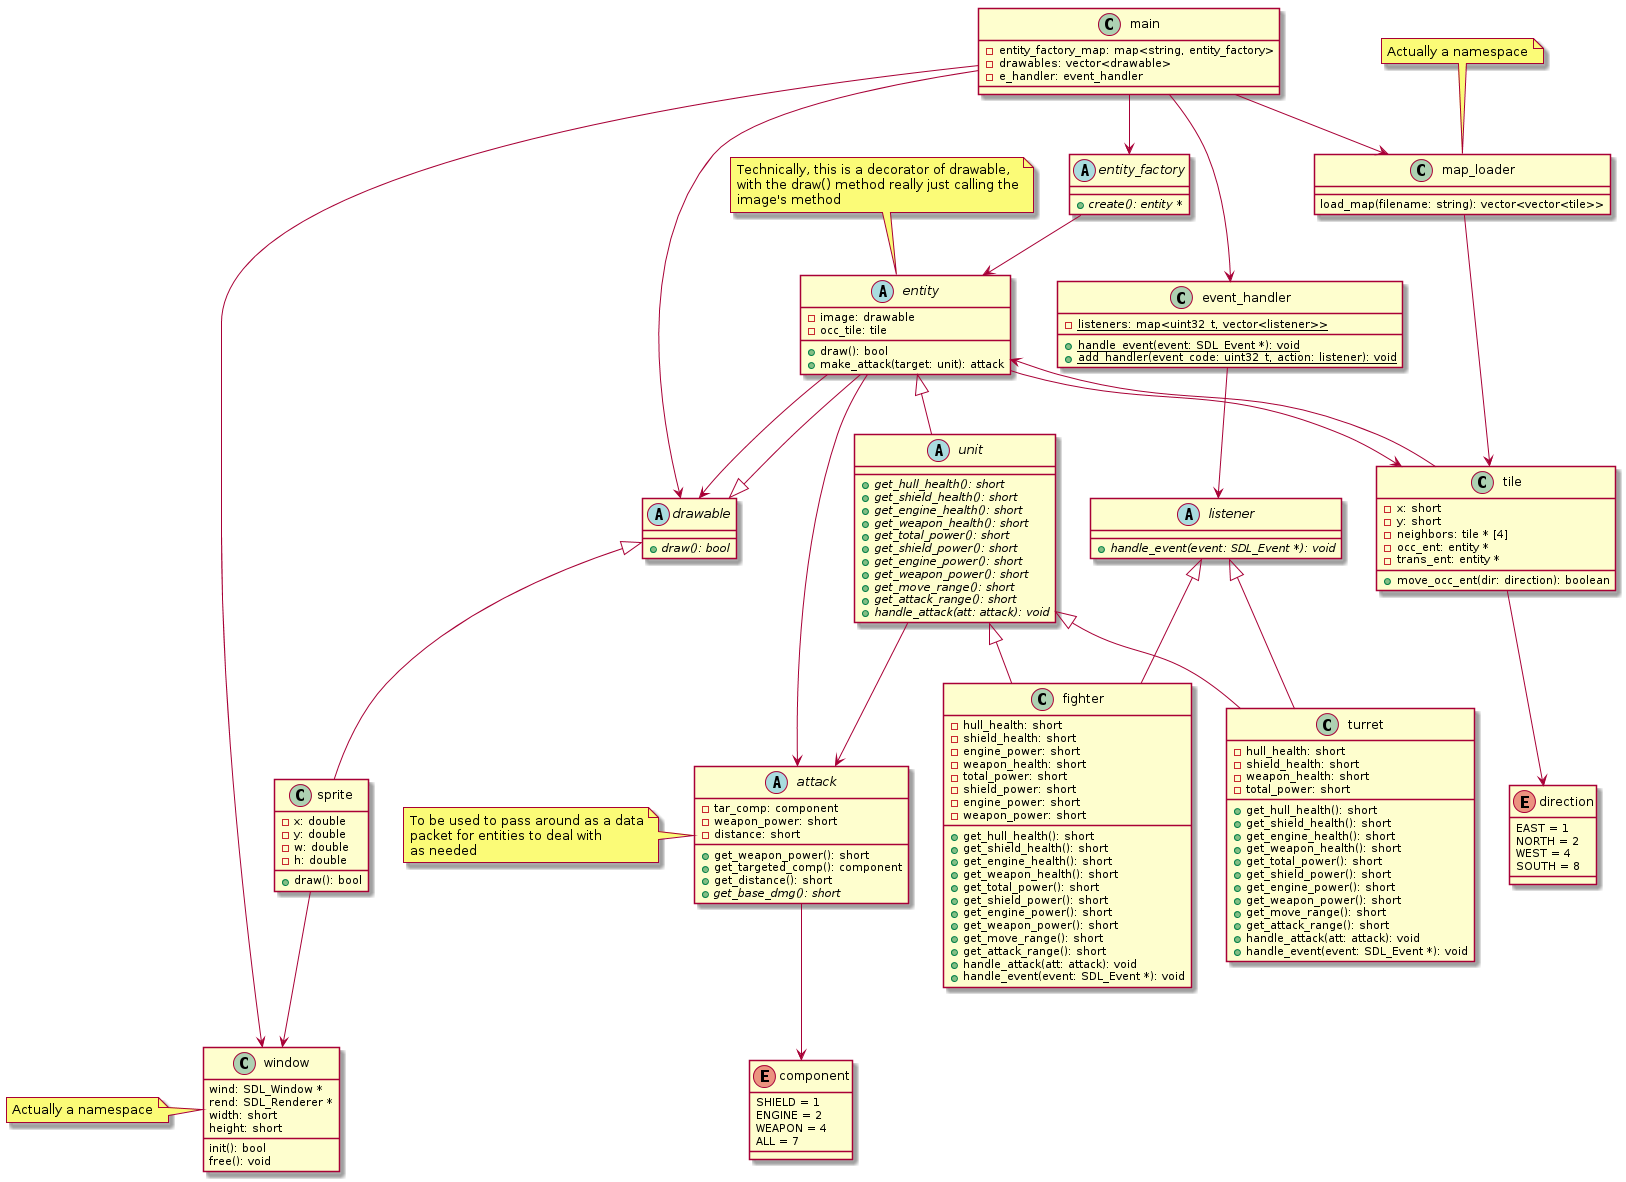 C main
entity_factory_map: map<string, entity_factory>
drawables: vector<drawable>
e_handler: event_handler
Actually a namespace
Technically, this is a decorator of drawable,
with the draw() method really just calling the
image's method
A entity_factory
create(): entity *
C map_loader
load_map(filename: string): vector<vector<tile>>
A entity
image: drawable
occ_tile: tile
draw(): bool
make_attack(target: unit): attack
C event_handler
listeners: map<uint32_t, vector<listener>>
handle_event(event: SDL_Event *): void
add_handler(event_code: uint32_t, action: listener): void
A unit
get_hull_health(): short
get_shield_health(): short
get_engine_health(): short
get_weapon_health(): short
get_total_power(): short
get_shield_power(): short
get_engine_power(): short
get_weapon_power(): short
get_move_range(): short
get_attack_range(): short
handle_attack(att: attack): void
C tile
x: short
y: short
neighbors: tile * [4]
occ_ent: entity *
trans_ent: entity *
move_occ_ent(dir: direction): boolean
A drawable
draw(): bool
A listener
handle_event(event: SDL_Event *): void
C fighter
hull_health: short
shield_health: short
engine_power: short
weapon_health: short
total_power: short
shield_power: short
engine_power: short
weapon_power: short
get_hull_health(): short
get_shield_health(): short
get_engine_health(): short
get_weapon_health(): short
get_total_power(): short
get_shield_power(): short
get_engine_power(): short
get_weapon_power(): short
get_move_range(): short
get_attack_range(): short
handle_attack(att: attack): void
handle_event(event: SDL_Event *): void
C turret
hull_health: short
shield_health: short
weapon_health: short
total_power: short
get_hull_health(): short
get_shield_health(): short
get_engine_health(): short
get_weapon_health(): short
get_total_power(): short
get_shield_power(): short
get_engine_power(): short
get_weapon_power(): short
get_move_range(): short
get_attack_range(): short
handle_attack(att: attack): void
handle_event(event: SDL_Event *): void
C sprite
x: double
y: double
w: double
h: double
draw(): bool
To be used to pass around as a data
packet for entities to deal with
as needed
A attack
tar_comp: component
weapon_power: short
distance: short
get_weapon_power(): short
get_targeted_comp(): component
get_distance(): short
get_base_dmg(): short
E direction
EAST = 1
NORTH = 2
WEST = 4
SOUTH = 8
Actually a namespace
C window
wind: SDL_Window *
rend: SDL_Renderer *
width: short
height: short
init(): bool
free(): void
E component
SHIELD = 1
ENGINE = 2
WEAPON = 4
ALL = 7